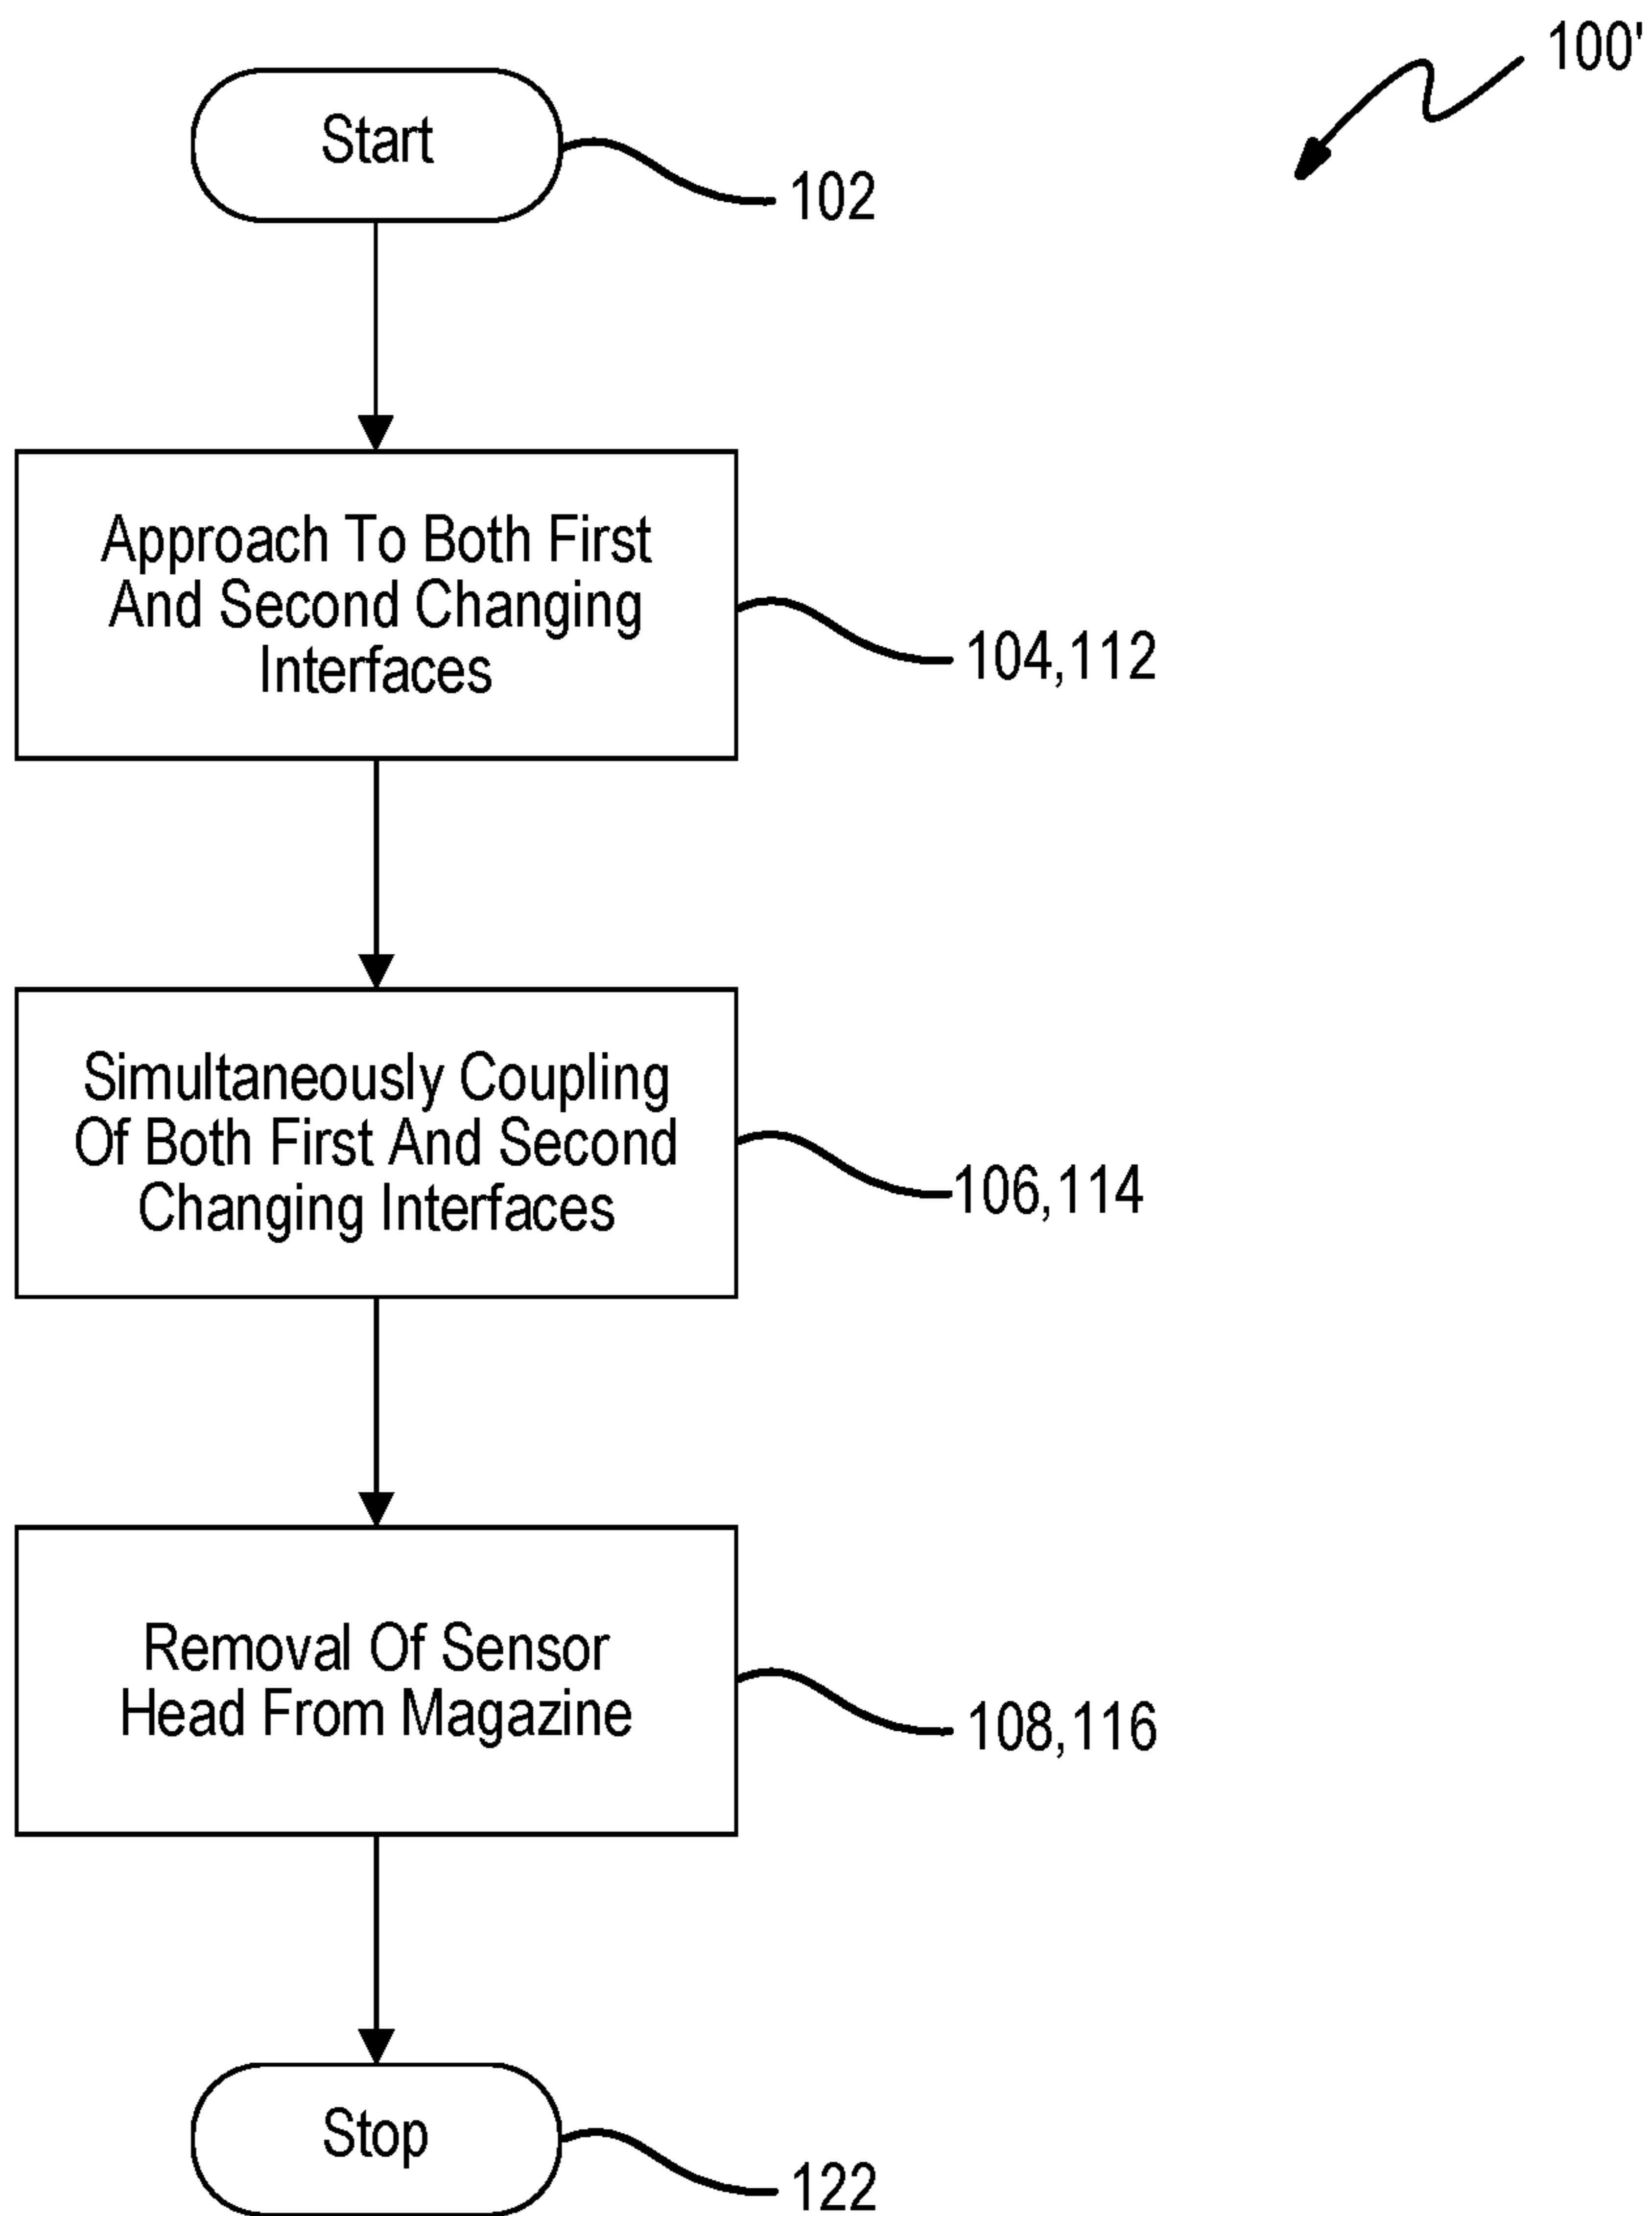 100'
Start
102
Approach To Both First
And Second Changing
Interfaces
104,112
Simultaneously Coupling
Of Both First And Second
Changing Interfaces
106,114
Removal Of Sensor
Head From Magazine
108,116
Stop
122